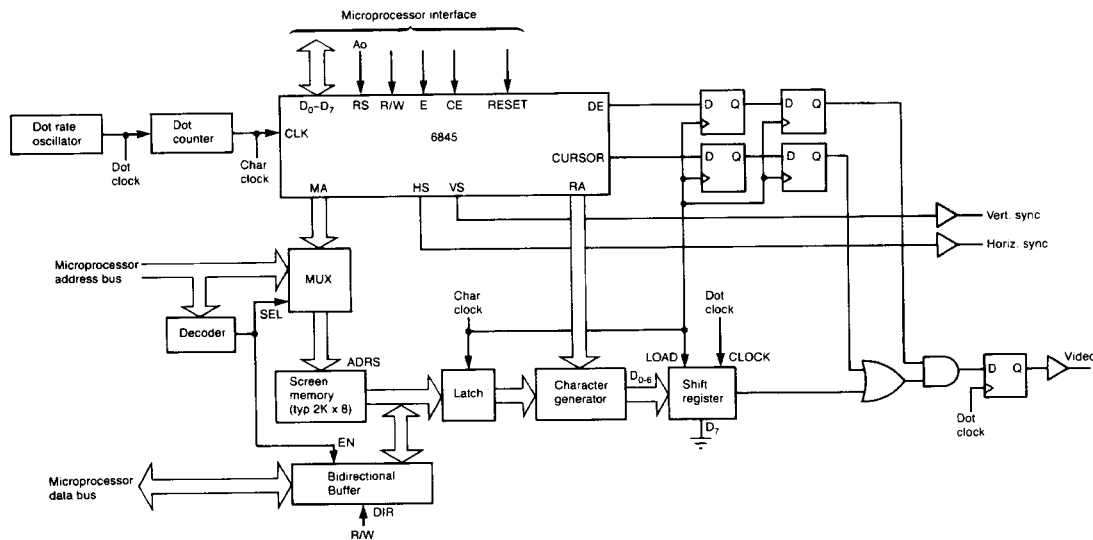 Microprocessor interface
Ao
D0-D7 RS R/W E CE RESET
DE
CLK
6845
CURSOR
MA HS VS RA
Dot rate
oscillator
Dot
counter
Dot
clock
Char
clock
D Q
D Q
D Q
D Q
Vert. sync
Horiz. sync
Microprocessor
address bus
MUX
SEL
Decoder
ADRS
Screen
memory
(typ 2K x 8)
Char
clock
Latch
Character
generator
D0-6
LOAD
Dot
clock
CLOCK
Shift
register
D7
D Q
Video
Dot
clock
EN
Microprocessor
data bus
Bidirectional
Buffer
DIR
R/W